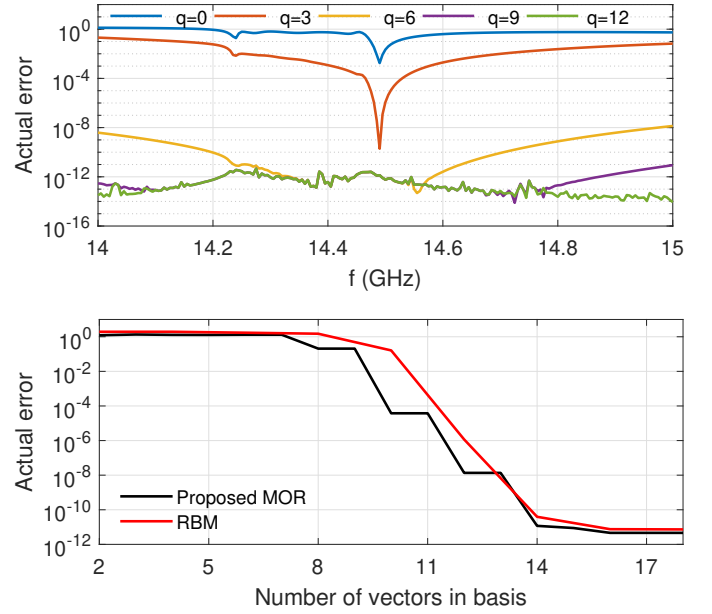 q=0 q=3 q=6 q=9 q=12
Actual error
10^0
10^-4
10^-8
10^-12
10^-16
14 14.2 14.4 14.6 14.8 15
f (GHz)
Actual error
10^0
10^-2
10^-4
10^-6
10^-8
10^-10
10^-12
Proposed MOR
RBM
2 5 8 11 14 17
Number of vectors in basis